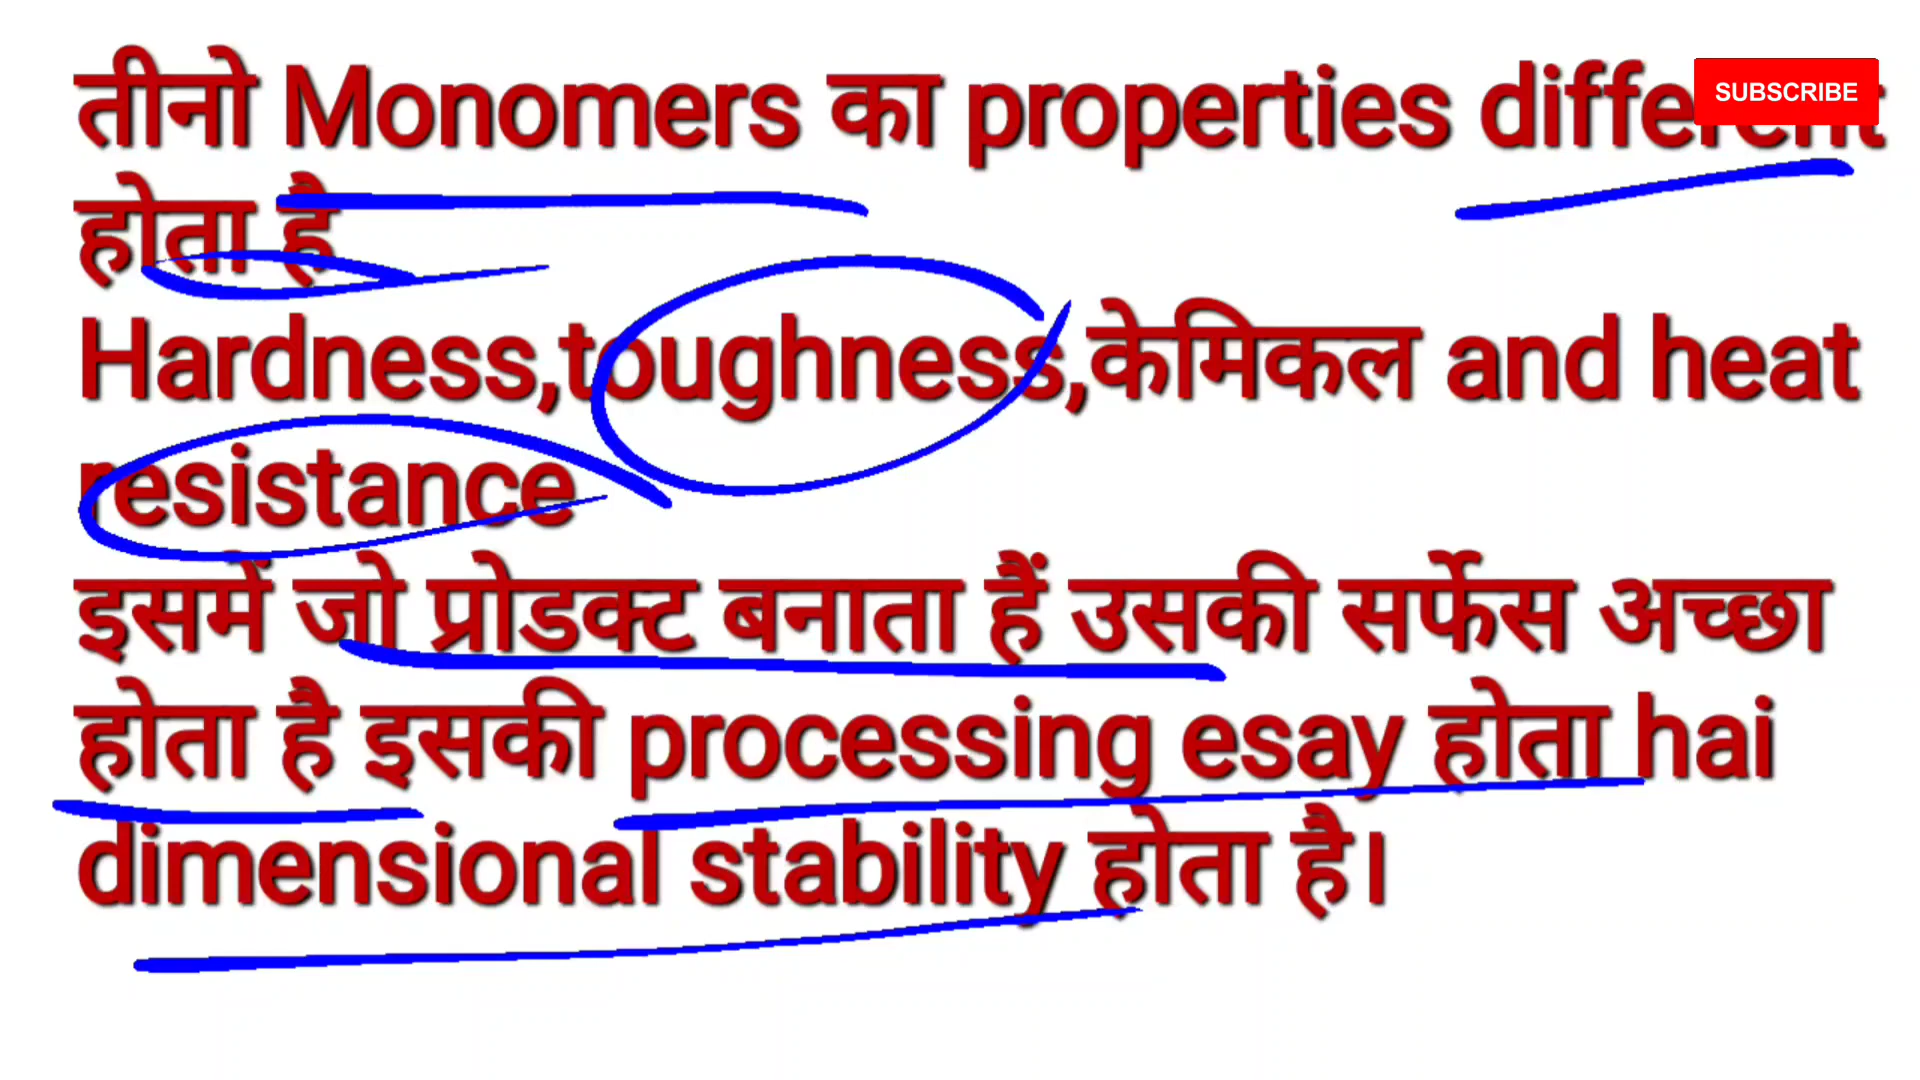 तीनो Monomers का properties different
SUBSCRIBE
होता है
Hardness,toughness,केमिकल and heat
resistance
इसमें जो प्रोडक्ट बनाता हैं उसकी सर्फेस अच्छा
होता है इसकी processing esay होता hai
dimensional stability होता है।